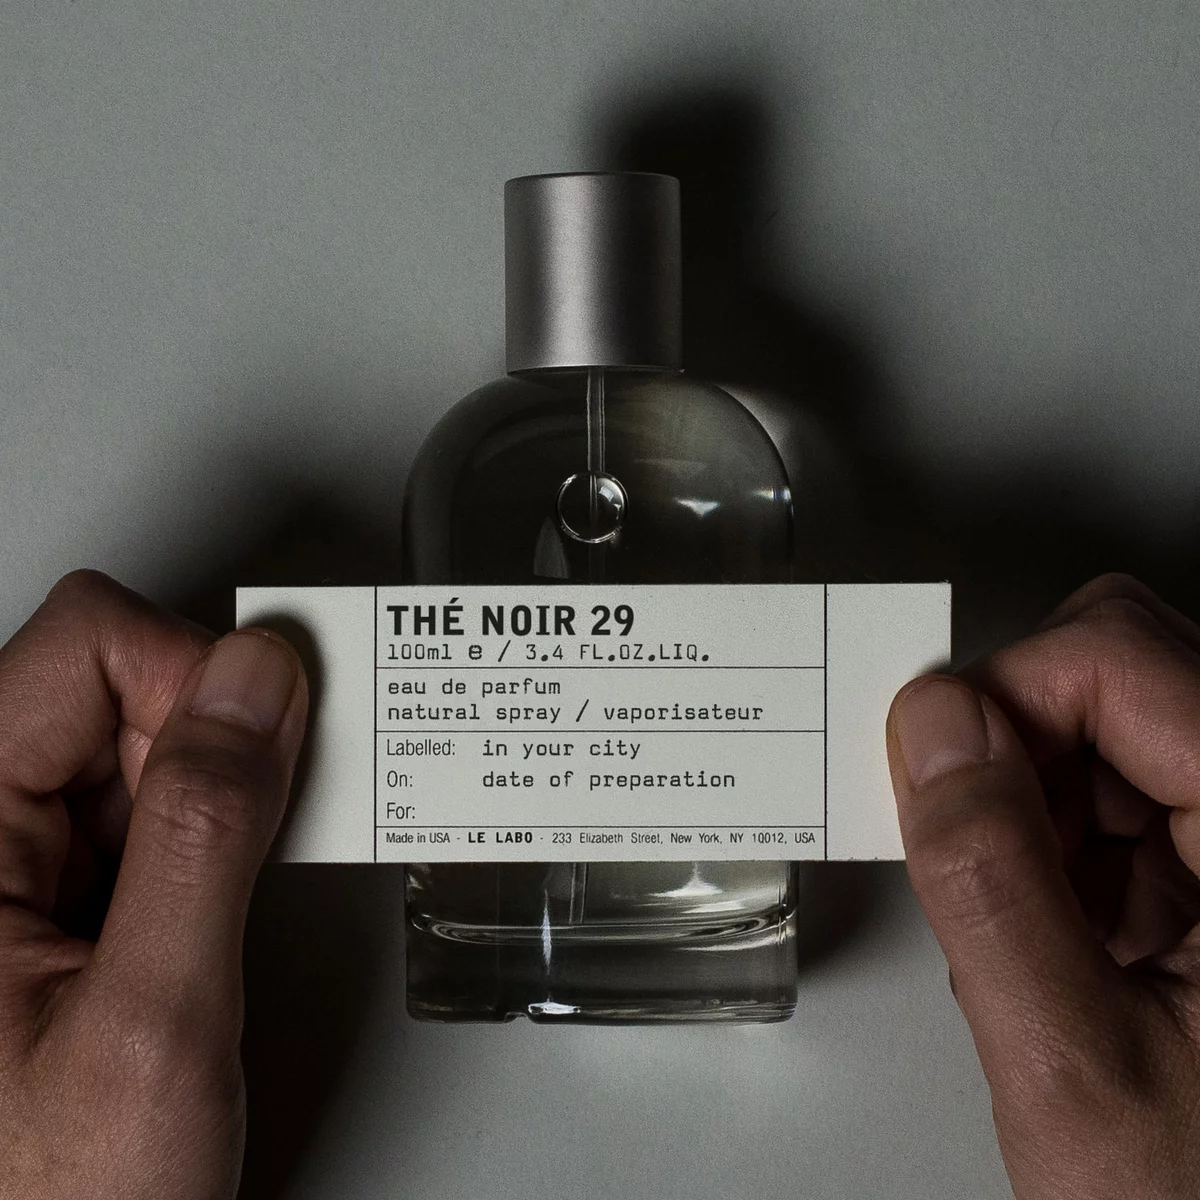 THÉ NOIR 29
100ml e / 3.4 FL.OZ.LIQ.
eau de parfum
natural spray / vaporisateur
Labelled: in your city
On: date of preparation
For:
Made in USA - LE LABO - 233 Elizabeth Street, New York, NY 10012, USA